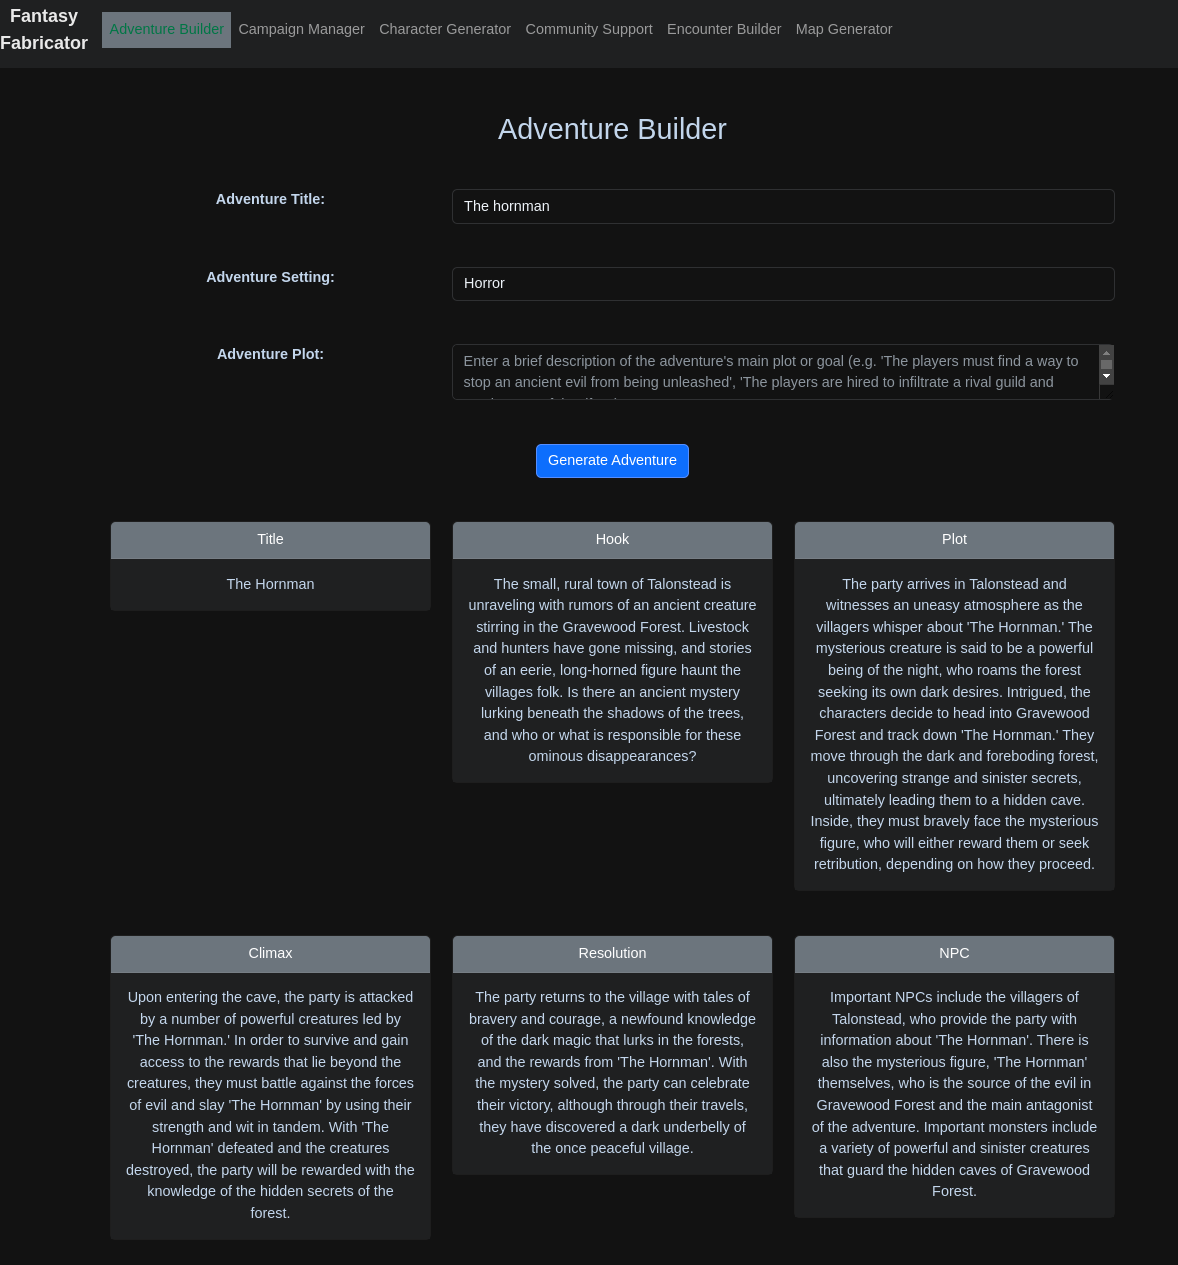 Fantasy
Fabricator
Adventure Builder Campaign Manager Character Generator Community Support Encounter Builder Map Generator
Adventure Builder
Adventure Title:
The hornman
Adventure Setting:
Horror
Adventure Plot:
Enter a brief description of the adventure's main plot or goal (e.g. 'The players must find a way to
stop an ancient evil from being unleashed', 'The players are hired to infiltrate a rival guild and
Generate Adventure
Title
The Hornman
Hook
The small, rural town of Talonstead is
unraveling with rumors of an ancient creature
stirring in the Gravewood Forest. Livestock
and hunters have gone missing, and stories
of an eerie, long-horned figure haunt the
villages folk. Is there an ancient mystery
lurking beneath the shadows of the trees,
and who or what is responsible for these
ominous disappearances?
Plot
The party arrives in Talonstead and
witnesses an uneasy atmosphere as the
villagers whisper about 'The Hornman.' The
mysterious creature is said to be a powerful
being of the night, who roams the forest
seeking its own dark desires. Intrigued, the
characters decide to head into Gravewood
Forest and track down 'The Hornman.' They
move through the dark and foreboding forest,
uncovering strange and sinister secrets,
ultimately leading them to a hidden cave.
Inside, they must bravely face the mysterious
figure, who will either reward them or seek
retribution, depending on how they proceed.
Climax
Upon entering the cave, the party is attacked
by a number of powerful creatures led by
'The Hornman.' In order to survive and gain
access to the rewards that lie beyond the
creatures, they must battle against the forces
of evil and slay 'The Hornman' by using their
strength and wit in tandem. With 'The
Hornman' defeated and the creatures
destroyed, the party will be rewarded with the
knowledge of the hidden secrets of the
forest.
Resolution
The party returns to the village with tales of
bravery and courage, a newfound knowledge
of the dark magic that lurks in the forests,
and the rewards from 'The Hornman'. With
the mystery solved, the party can celebrate
their victory, although through their travels,
they have discovered a dark underbelly of
the once peaceful village.
NPC
Important NPCs include the villagers of
Talonstead, who provide the party with
information about 'The Hornman'. There is
also the mysterious figure, 'The Hornman'
themselves, who is the source of the evil in
Gravewood Forest and the main antagonist
of the adventure. Important monsters include
a variety of powerful and sinister creatures
that guard the hidden caves of Gravewood
Forest.